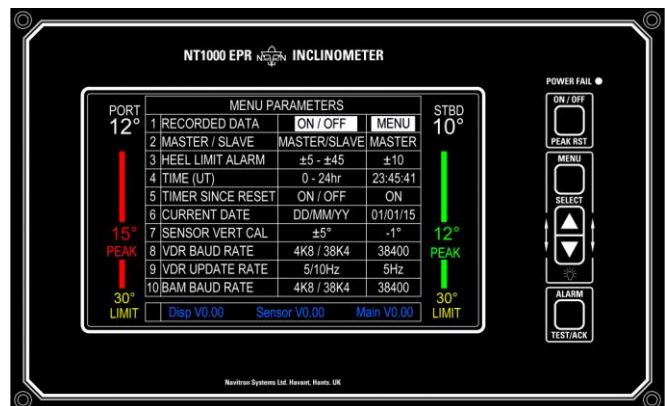 NT1000 EPR NAVITRON INCLINOMETER
POWER FAIL
PORT
12°
15°
PEAK
30°
LIMIT
MENU PARAMETERS
1 RECORDED DATA ON / OFF MENU
2 MASTER / SLAVE MASTER/SLAVE MASTER
3 HEEL LIMIT ALARM ±5 - ±45 ±10
4 TIME (UT) 0 - 24hr 23:45:41
5 TIMER SINCE RESET ON / OFF ON
6 CURRENT DATE DD/MM/YY 01/01/15
7 SENSOR VERT CAL ±5° -1°
8 VDR BAUD RATE 4K8 / 38K4 38400
9 VDR UPDATE RATE 5/10Hz 5Hz
10 BAM BAUD RATE 4K8 / 38K4 38400
Disp V0.00 Sensor V0.00 Main V0.00
STBD
10°
12°
PEAK
30°
LIMIT
ON / OFF
PEAK RST
MENU
SELECT
ALARM
TEST/ACK
Navitron Systems Ltd. Havant, Hants. UK